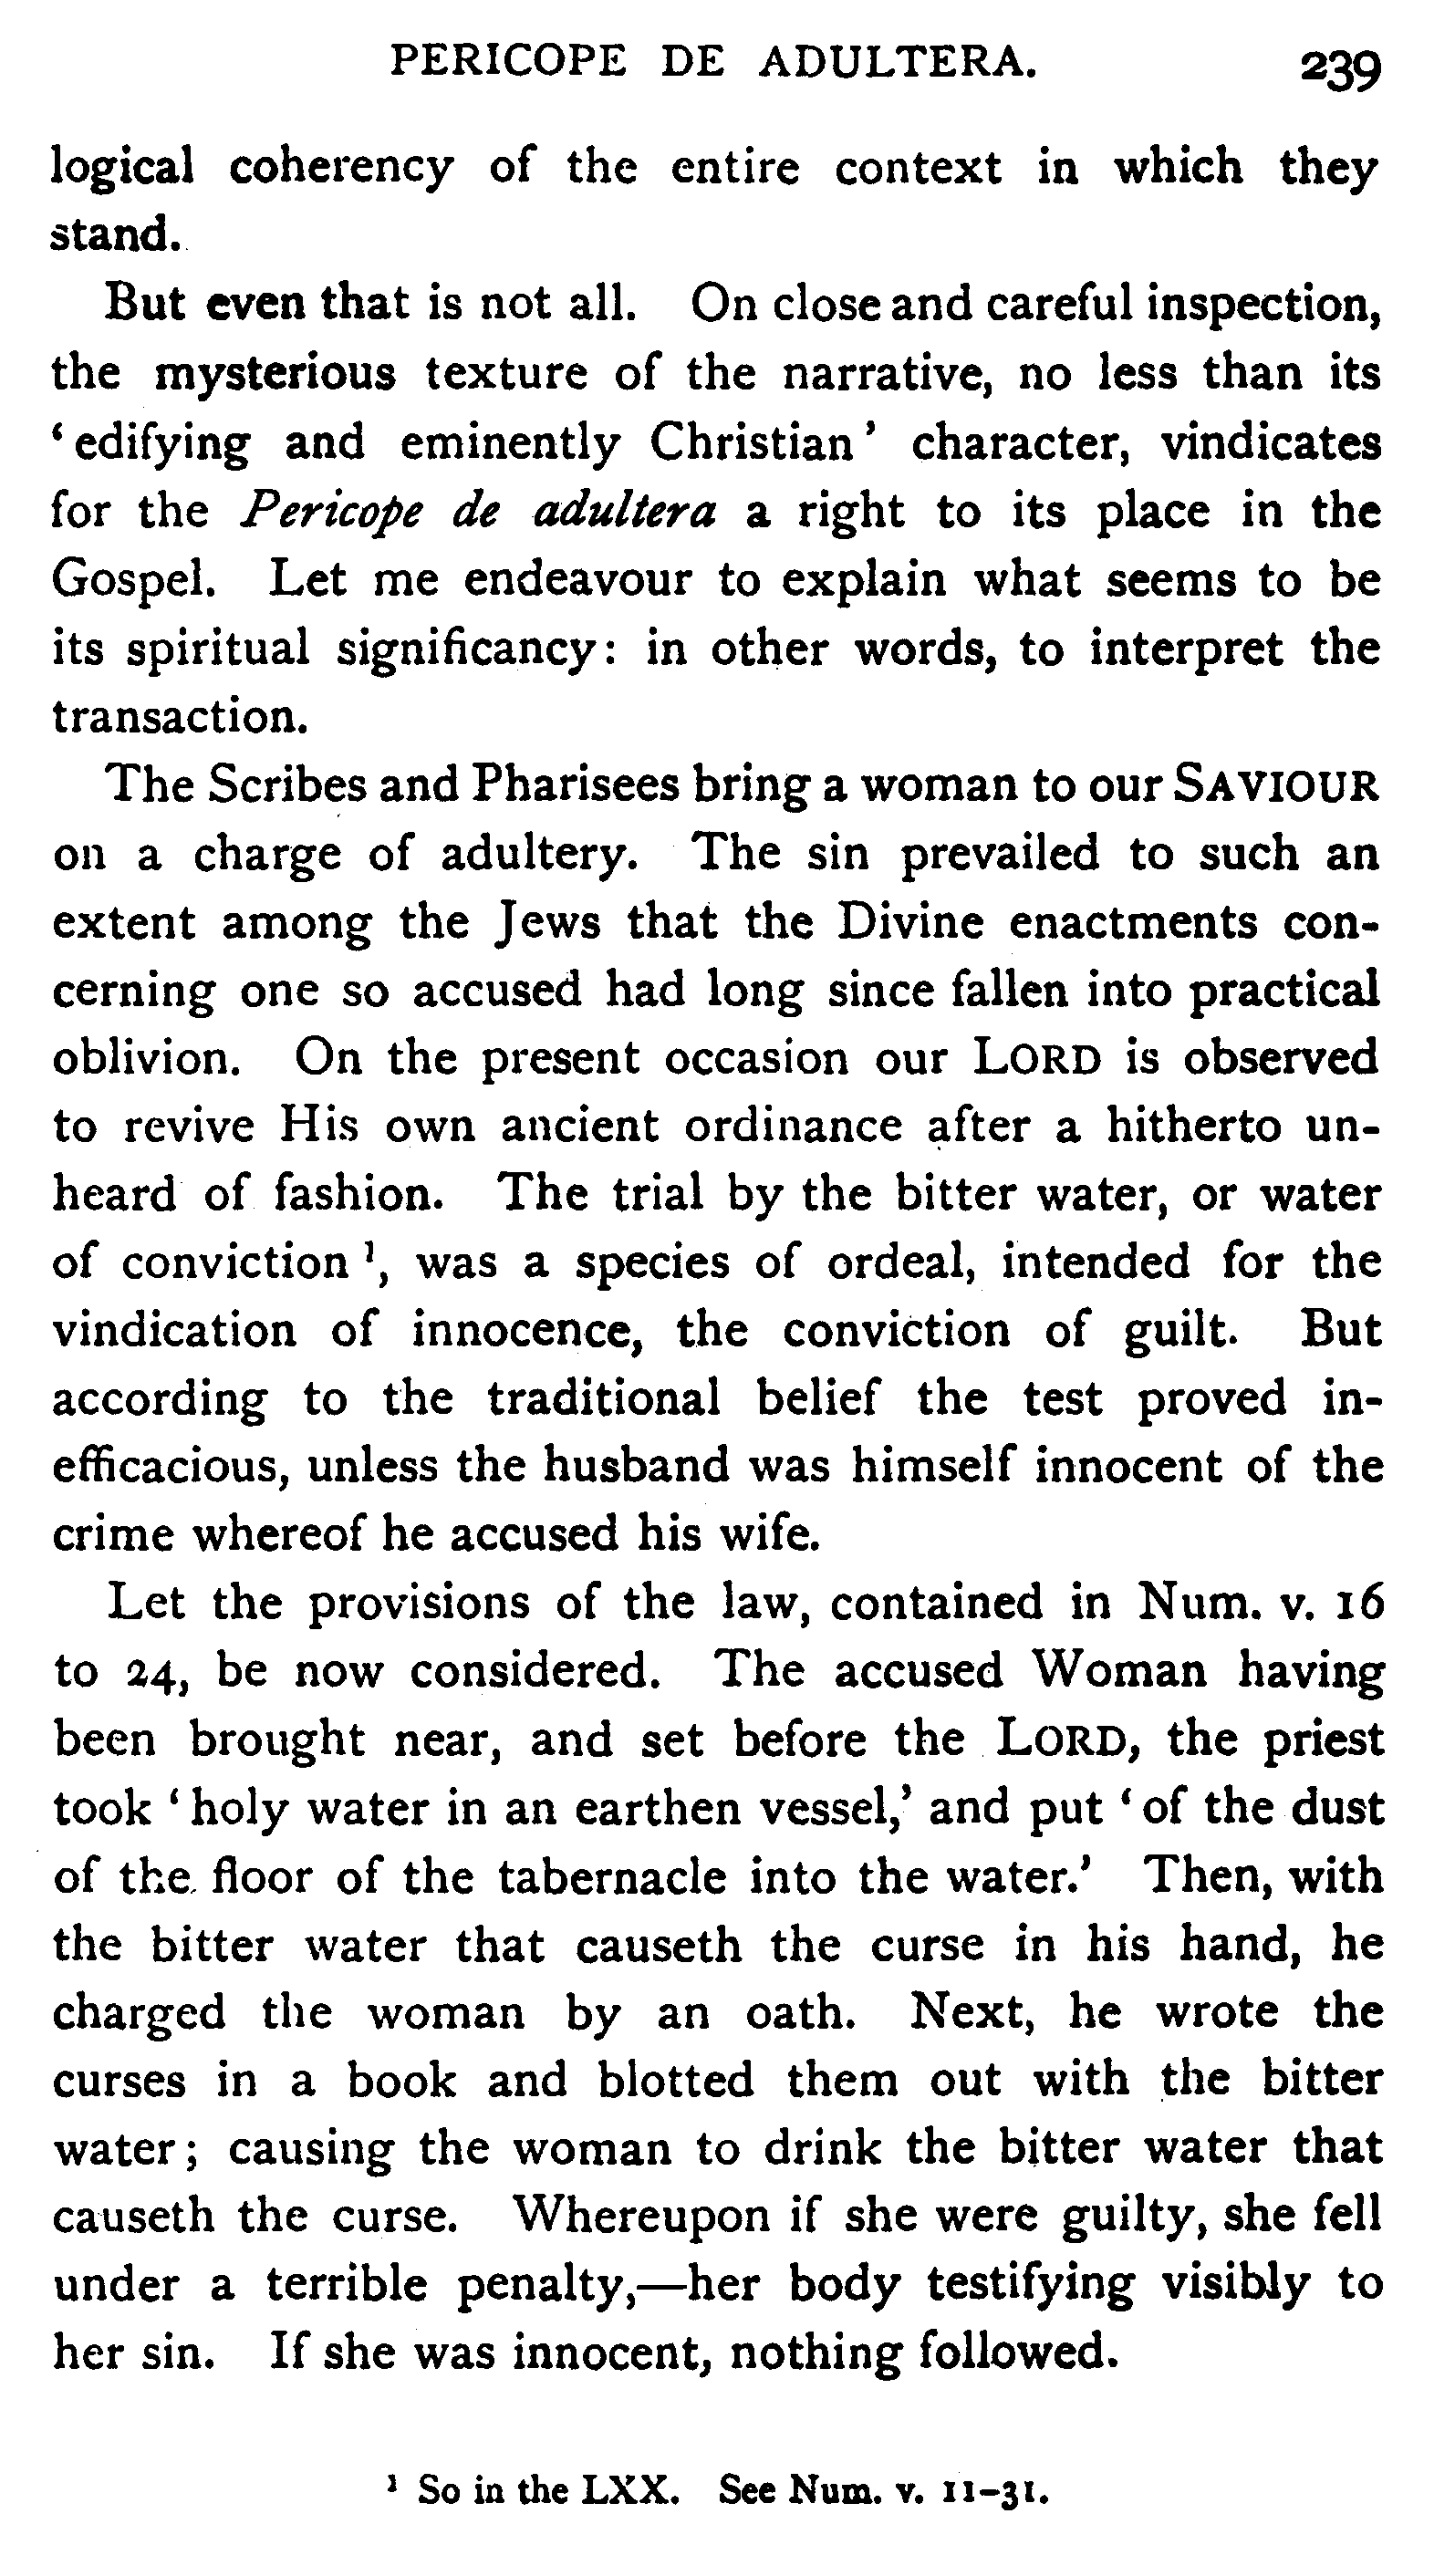 PERICOPE DE ADULTERA. 239
logical coherency of the entire context in which they
stand.
But even that is not all. On close and careful inspection,
the mysterious texture of the narrative, no less than its
‘edifying and eminently Christian’ character, vindicates
for the Pericope de adultera a right to its place in the
Gospel. Let me endeavour to explain what seems to be
its spiritual significancy: in other words, to interpret the
transaction.
The Scribes and Pharisees bring a woman to our SAVIOUR
on a charge of adultery. The sin prevailed to such an
extent among the Jews that the Divine enactments con-
cerning one so accused had long since fallen into practical
oblivion. On the present occasion our LORD is observed
to revive His own ancient ordinance after a hitherto un-
heard of fashion. The trial by the bitter water, or water
of conviction ¹, was a species of ordeal, intended for the
vindication of innocence, the conviction of guilt. But
according to the traditional belief the test proved in-
efficacious, unless the husband was himself innocent of the
crime whereof he accused his wife.
Let the provisions of the law, contained in Num. v. 16
to 24, be now considered. The accused Woman having
been brought near, and set before the LORD, the priest
took ‘holy water in an earthen vessel,’ and put ‘of the dust
of the floor of the tabernacle into the water.’ Then, with
the bitter water that causeth the curse in his hand, he
charged the woman by an oath. Next, he wrote the
curses in a book and blotted them out with the bitter
water; causing the woman to drink the bitter water that
causeth the curse. Whereupon if she were guilty, she fell
under a terrible penalty,—her body testifying visibly to
her sin. If she was innocent, nothing followed.
¹ So in the LXX. See Num. v. 11-31.